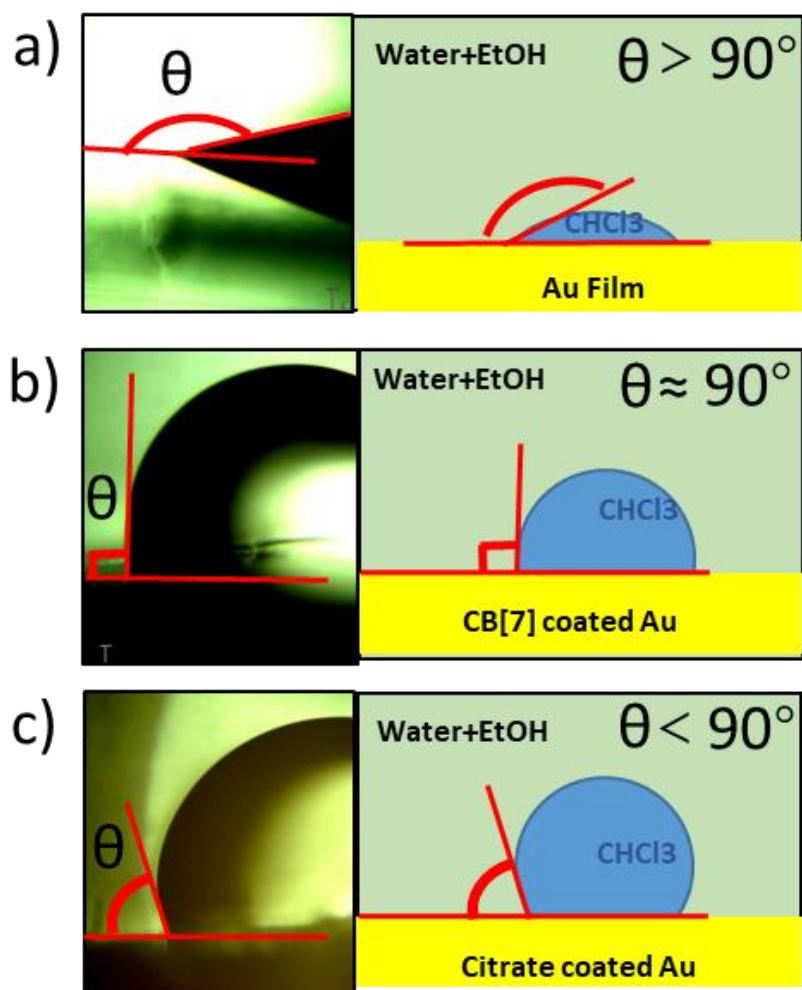 a)
θ
Water+EtOH
θ > 90°
CHCl3
Au Film
b)
θ
T
Water+EtOH
θ ≈ 90°
CHCl3
CB[7] coated Au
c)
θ
Water+EtOH
θ < 90°
CHCl3
Citrate coated Au